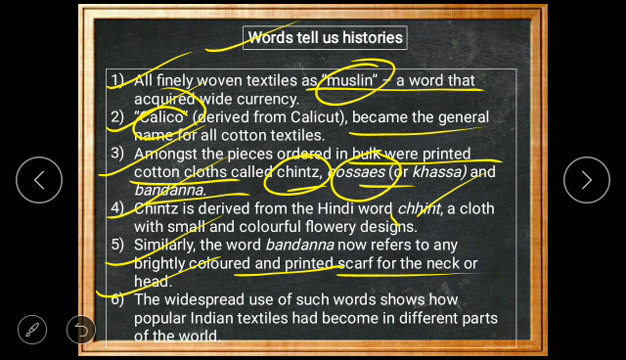 Words tell us histories
1) All finely woven textiles as "muslin" – a word that
acquired wide currency.
2) "Calico" (derived from Calicut), became the general
name for all cotton textiles.
3) Amongst the pieces ordered in bulk were printed
cotton cloths called chintz, cossaes (or khassa) and
bandanna.
4) Chintz is derived from the Hindi word chhint, a cloth
with small and colourful flowery designs.
5) Similarly, the word bandanna now refers to any
brightly coloured and printed scarf for the neck or
head.
6) The widespread use of such words shows how
popular Indian textiles had become in different parts
of the world.